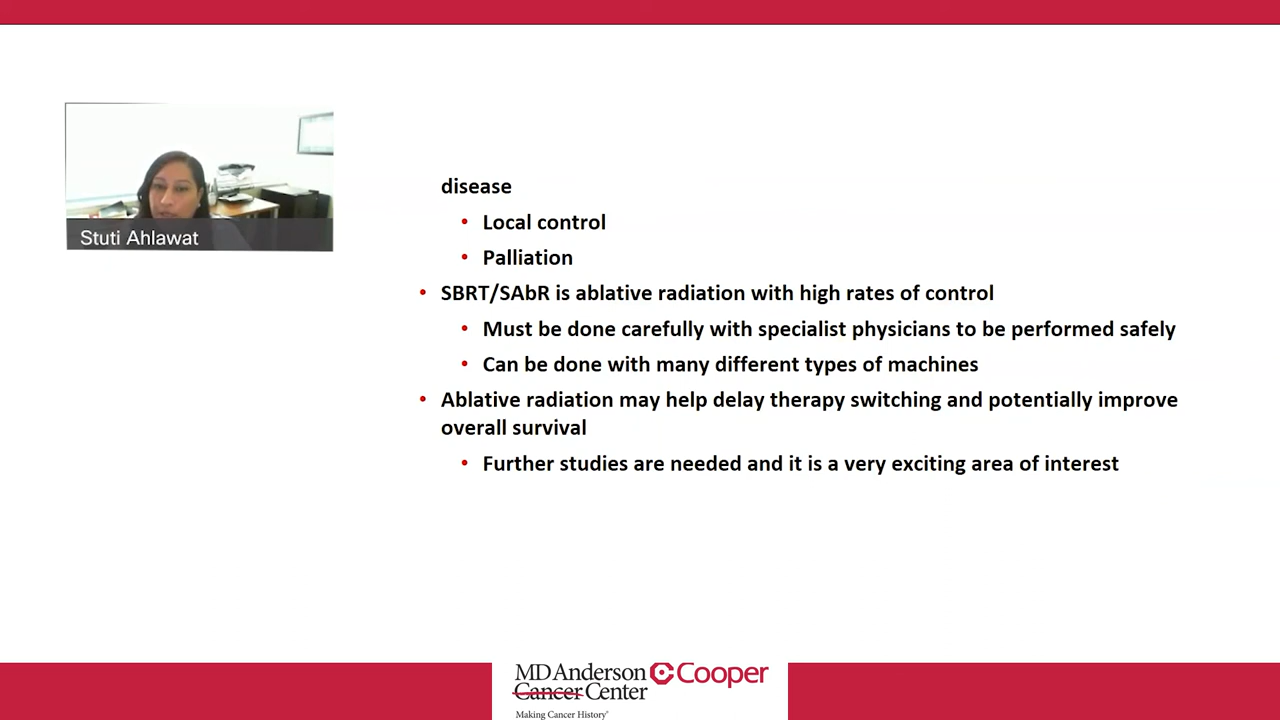 Stuti Ahlawat
disease
• Local control
• Palliation
• SBRT/SAbR is ablative radiation with high rates of control
• Must be done carefully with specialist physicians to be performed safely
• Can be done with many different types of machines
• Ablative radiation may help delay therapy switching and potentially improve
overall survival
• Further studies are needed and it is a very exciting area of interest
MD Anderson Cooper
Cancer Center
Making Cancer History®